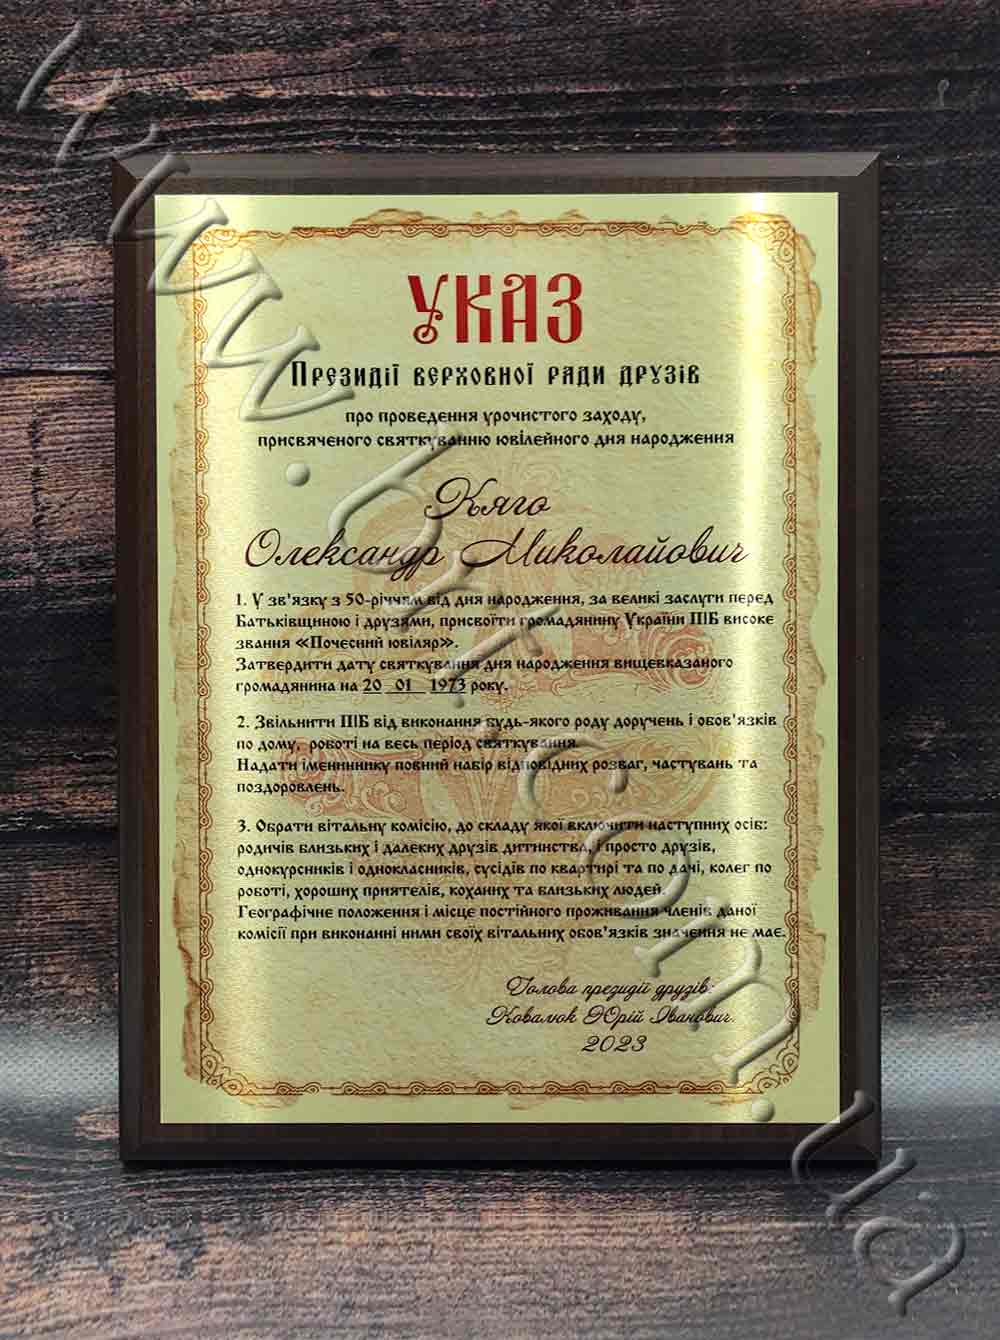 УКАЗ
Президії верховної ради друзів
про проведення урочистого заходу,
присвяченого святкуванню ювілейного дня народження
Кяго
Олександр Миколайович
1. У зв'язку з 50-річчям від дня народження, за великі заслуги перед
Батьківщиною і друзями, присвоїти громадянину України ПІБ високе
звання «Почесний ювіляр».
Затвердити дату святкування дня народження вищевказаного
громадянина на 20 01 1973 року.
2. Звільнити ПІБ від виконання будь-якого роду доручень і обов'язків
по дому, роботі на весь період святкування.
Надати імениннику повний набір відповідних розваг, частувань та
поздоровлень.
3. Обрати вітальну комісію, до складу якої включити наступних осіб:
родичів близьких і далеких друзів дитинства, і просто друзів,
однокурсників і однокласників, сусідів по квартирі та по дачі, колег по
роботі, хороших приятелів, коханих та близьких людей.
Географічне положення і місце постійного проживання членів даної
комісії при виконанні ними своїх вітальних обов'язків значення не має.
Голова президії друзів:
Ковалюк Юрій Іванович.
2023